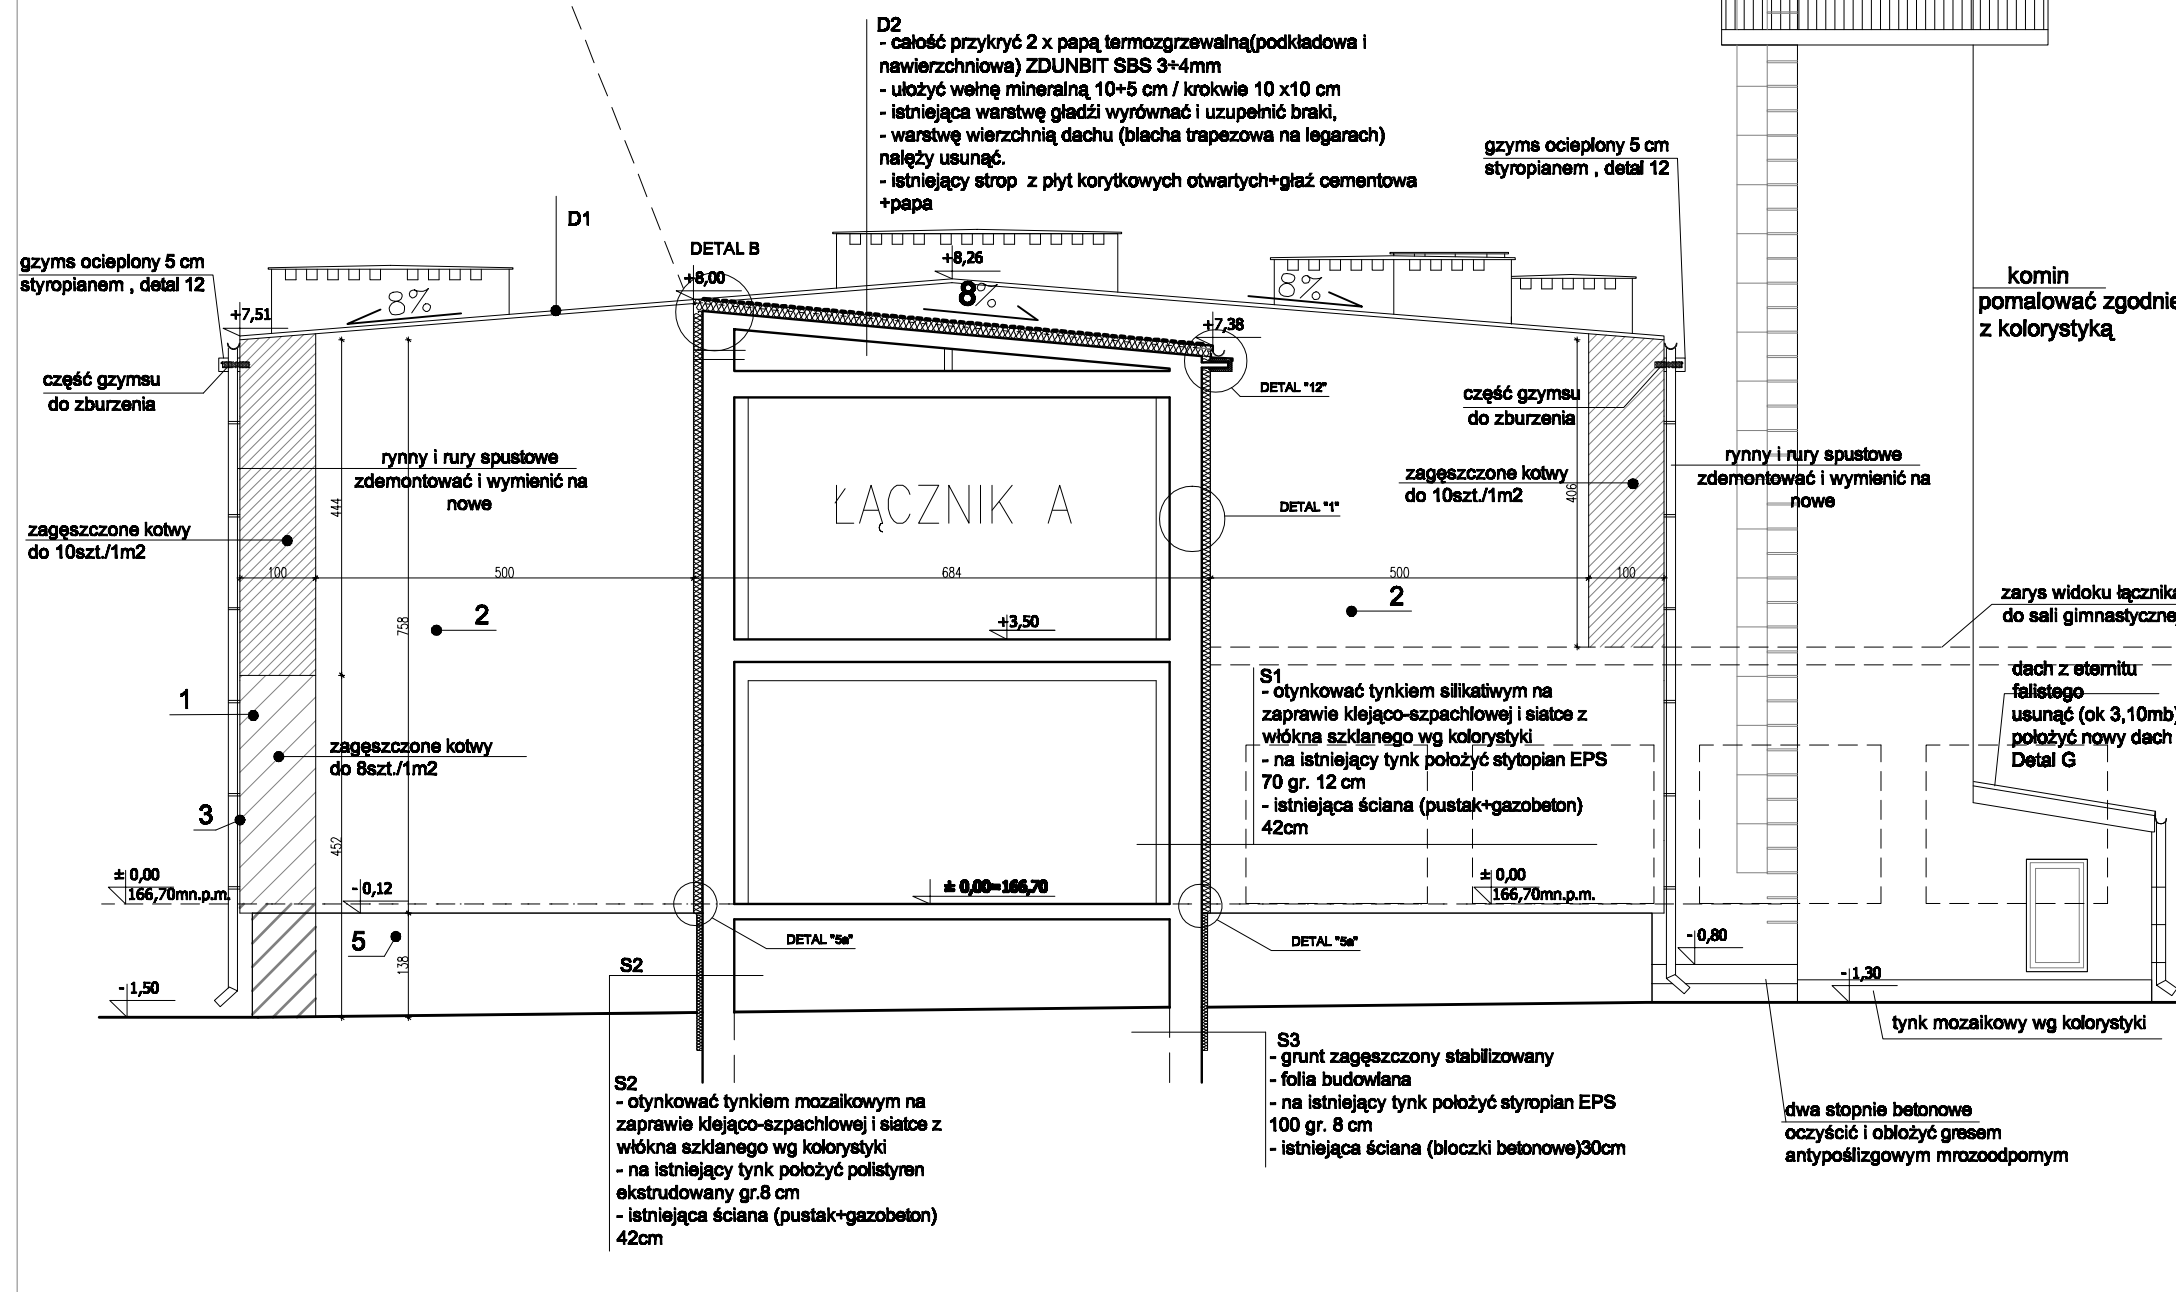 D2
- całość przykryć 2 x papą termozgrzewalną(podkładowa i
nawierzchniowa) ZDUNBIT SBS 3÷4mm
- ułożyć wełnę mineralną 10+5 cm / krokwie 10 x10 cm
- istniejąca warstwę gładźi wyrównać i uzupełnić braki,
- warstwę wierzchnią dachu (blacha trapezowa na legarach)
należy usunąć.
- istniejący strop  z płyt korytkowych otwartych+głaź cementowa
+papa
gzyms ocieplony 5 cm
styropianem , detal 12
D1
DETAL B
gzyms ocieplony 5 cm
styropianem , detal 12
+8,26
+8,00
8%
8%
8%
+7,51
+7,38
komin
pomalować zgodnie
z kolorystyką
część gzymsu
do zburzenia
DETAL "12"
część gzymsu
do zburzenia
rynny i rury spustowe
zdemontować i wymienić na
nowe
zagęszczone kotwy
do 10szt./1m2
rynny i rury spustowe
zdemontować i wymienić na
nowe
444
406
ŁĄCZNIK A
DETAL "1"
zagęszczone kotwy
do 10szt./1m2
100
500
684
500
100
2
2
758
+3,50
zarys widoku łącznika
do sali gimnastycznej
S1
- otynkować tynkiem silikatiwym na
zaprawie klejąco-szpachlowej i siatce z
włókna szklanego wg kolorystyki
- na istniejący tynk położyć stytopian EPS
70 gr. 12 cm
- istniejąca ściana (pustak+gazobeton)
42cm
dach z eternitu
falistego
usunąć (ok 3,10mb)
położyć nowy dach
Detal G
1
zagęszczone kotwy
do 8szt./1m2
3
452
± 0,00
166,70mn.p.m.
- 0,12
± 0,00=166,70
± 0,00
166,70mn.p.m.
5
138
DETAL "5a"
DETAL "5a"
- 0,80
S2
- 1,50
- 1,30
tynk mozaikowy wg kolorystyki
S3
- grunt zagęszczony stabilizowany
- folia budowlana
- na istniejący tynk położyć styropian EPS
100 gr. 8 cm
- istniejąca ściana (bloczki betonowe)30cm
S2
- otynkować tynkiem mozaikowym na
zaprawie klejąco-szpachlowej i siatce z
włókna szklanego wg kolorystyki
- na istniejący tynk położyć polistyren
ekstrudowany gr.8 cm
- istniejąca ściana (pustak+gazobeton)
42cm
dwa stopnie betonowe
oczyścić i obłożyć gresem
antypoślizgowym mrozoodpornym